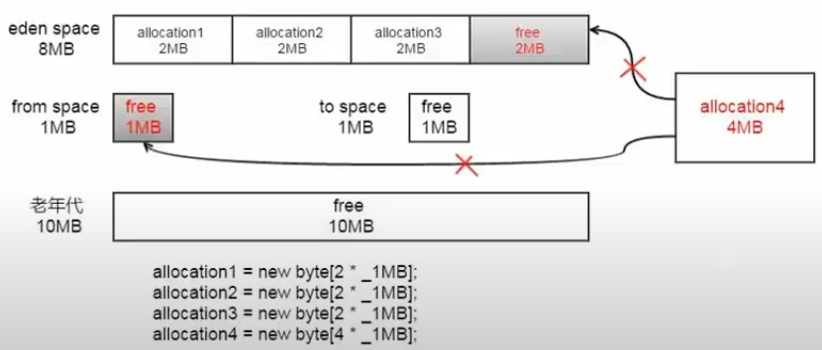 eden space
8MB
allocation1
2MB
allocation2
2MB
allocation3
2MB
free
2MB
from space
1MB
free
1MB
to space
1MB
free
1MB
allocation4
4MB
老年代
10MB
free
10MB
allocation1 = new byte[2 * _1MB];
allocation2 = new byte[2 * _1MB];
allocation3 = new byte[2 * _1MB];
allocation4 = new byte[4 * _1MB];